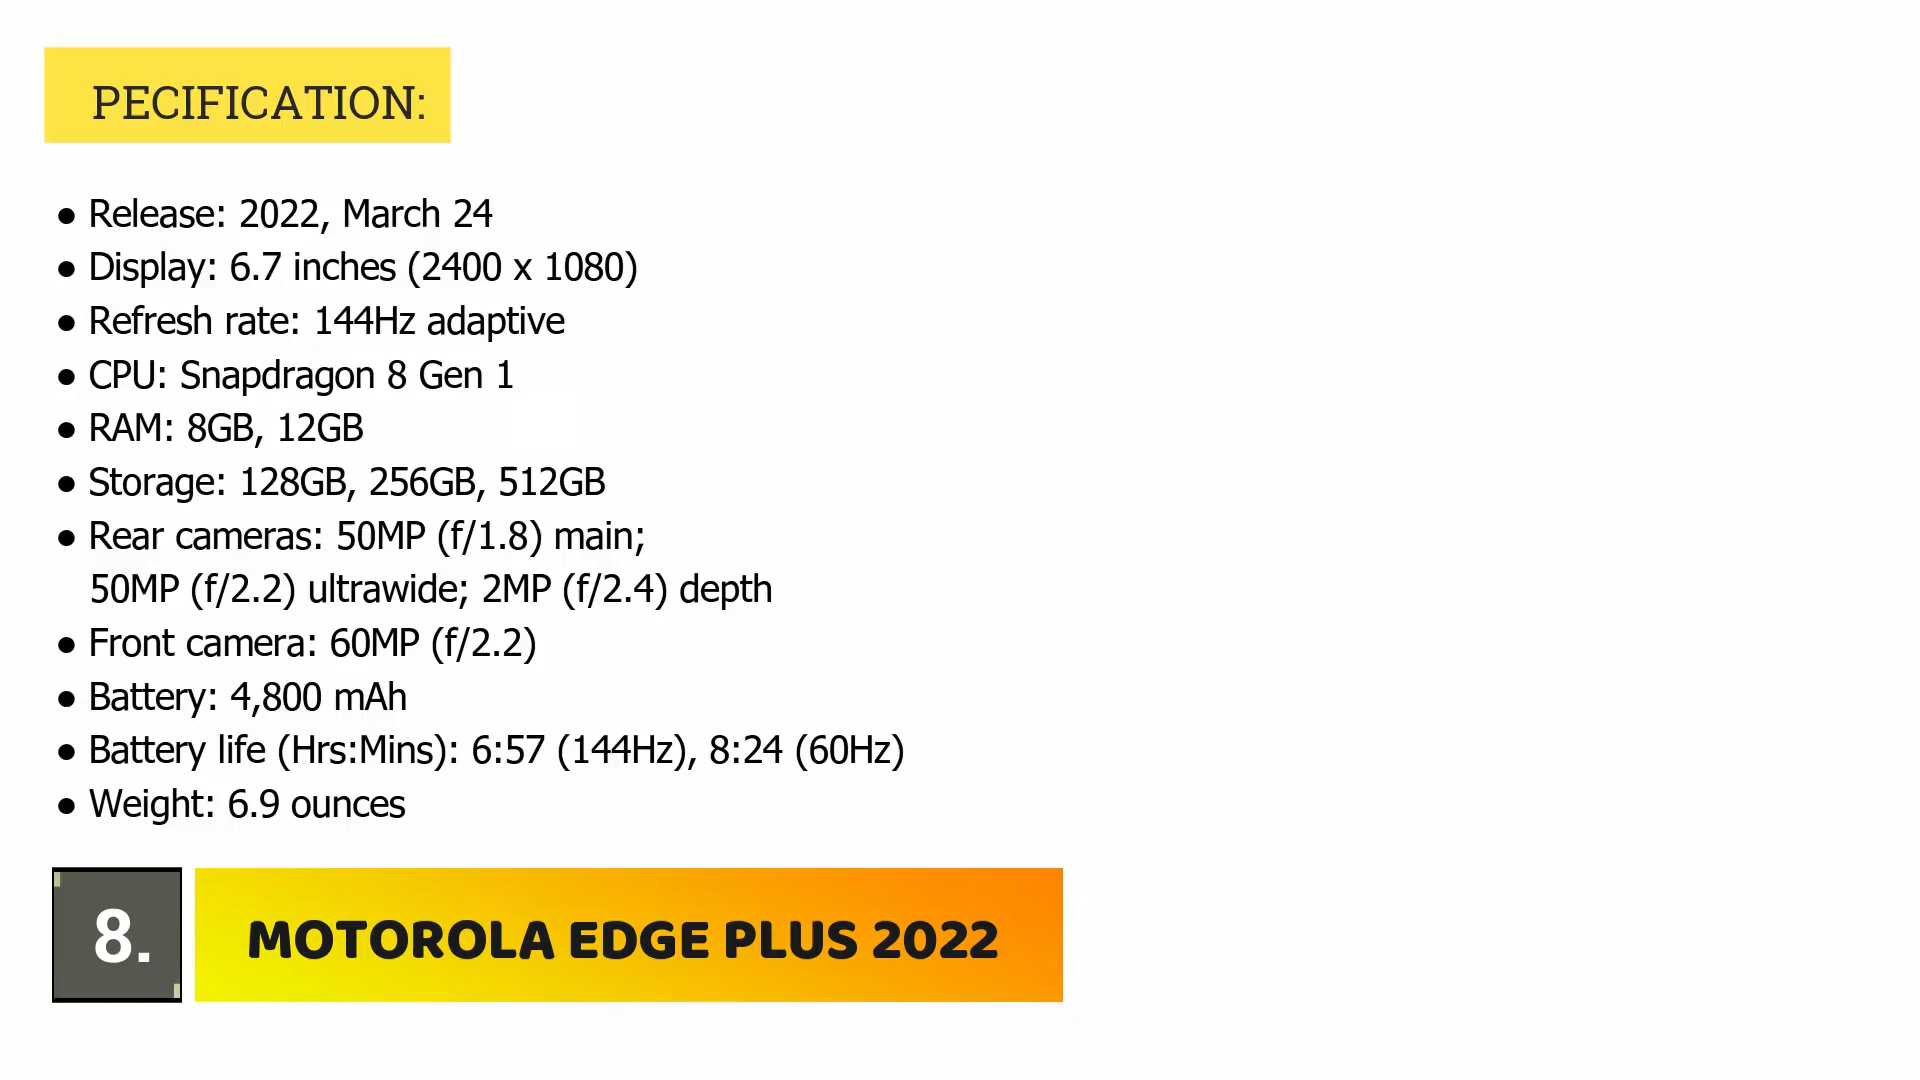 PECIFICATION:
● Release: 2022, March 24
● Display: 6.7 inches (2400 x 1080)
● Refresh rate: 144Hz adaptive
● CPU: Snapdragon 8 Gen 1
● RAM: 8GB, 12GB
● Storage: 128GB, 256GB, 512GB
● Rear cameras: 50MP (f/1.8) main;
50MP (f/2.2) ultrawide; 2MP (f/2.4) depth
● Front camera: 60MP (f/2.2)
● Battery: 4,800 mAh
● Battery life (Hrs:Mins): 6:57 (144Hz), 8:24 (60Hz)
● Weight: 6.9 ounces
8. MOTOROLA EDGE PLUS 2022